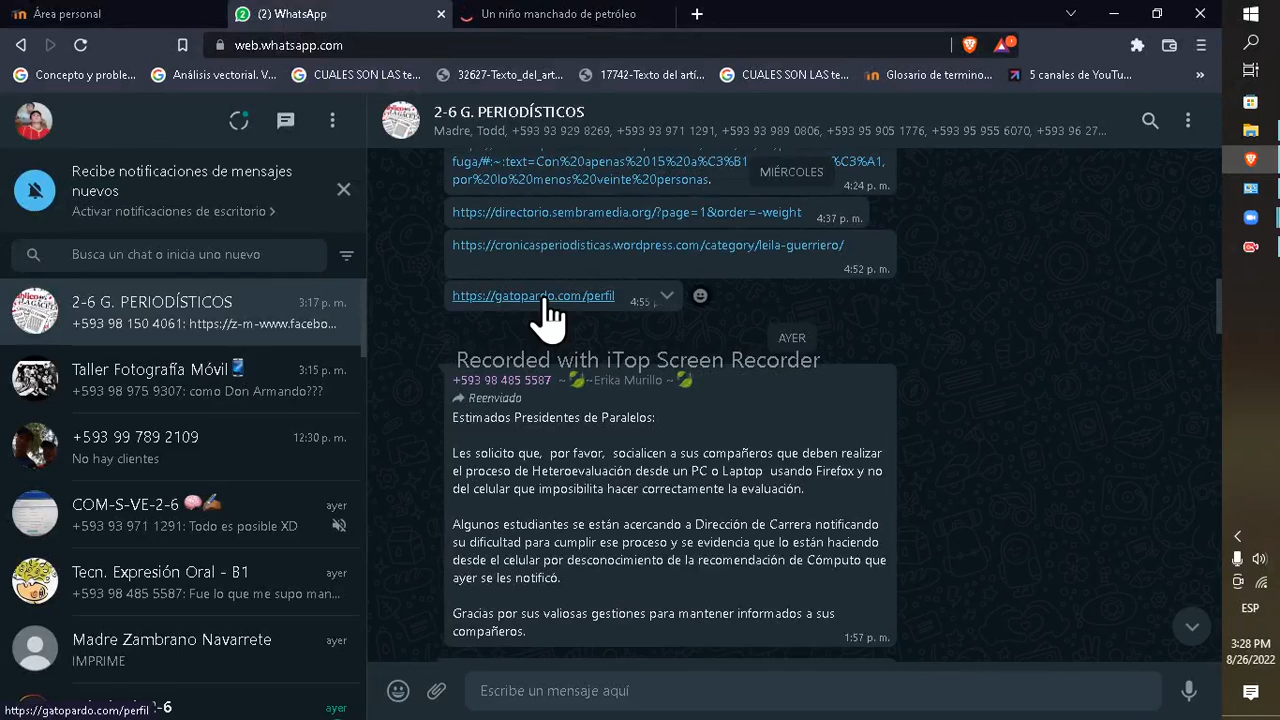 Área personal
(2) WhatsApp
Un niño manchado de petróleo
web.whatsapp.com
Concepto y proble...
Análisis vectorial. V...
CUALES SON LAS te...
32627-Texto_del_art...
17742-Texto del artí...
CUALES SON LAS te...
Glosario de termino...
5 canales de YouTu...
2-6 G. PERIODÍSTICOS
Madre, Todd, +593 93 929 8269, +593 93 971 1291, +593 93 989 0806, +593 95 905 1776, +593 95 955 6070, +593 96 27...
Recibe notificaciones de mensajes
nuevos
Activar notificaciones de escritorio
Busca un chat o inicia uno nuevo
2-6 G. PERIODÍSTICOS
3:17 p. m.
+593 98 150 4061: https://z-m-www.facebo...
Taller Fotografía Móvil
3:15 p. m.
+593 98 975 9307: como Don Armando???
+593 99 789 2109
12:30 p. m.
No hay clientes
COM-S-VE-2-6
ayer
+593 93 971 1291: Todo es posible XD
Tecn. Expresión Oral - B1
ayer
+593 98 485 5587: Fue lo que me supo man...
Madre Zambrano Navarrete
ayer
IMPRIME
ayer
https://gatopardo.com/perfil
fuga/#:~:text=Con%20apenas%2015%20a%C3%B1
%C3%A1,
MIÉRCOLES
por%20lo%20menos%20veinte%20personas.
4:24 p. m.
https://directorio.sembramedia.org/?page=1&order=-weight
4:37 p. m.
https://cronicasperiodisticas.wordpress.com/category/leila-guerriero/
4:52 p. m.
https://gatopardo.com/perfil
4:55 p
AYER
Recorded with iTop Screen Recorder
+593 98 485 5587 ~ ~Erika Murillo ~
Reenviado
Estimados Presidentes de Paralelos:
Les solicito que, por favor, socialicen a sus compañeros que deben realizar
el proceso de Heteroevaluación desde un PC o Laptop usando Firefox y no
del celular que imposibilita hacer correctamente la evaluación.
Algunos estudiantes se están acercando a Dirección de Carrera notificando
su dificultad para cumplir ese proceso y se evidencia que lo están haciendo
desde el celular por desconocimiento de la recomendación de Cómputo que
ayer se les notificó.
Gracias por sus valiosas gestiones para mantener informados a sus
compañeros.
1:57 p. m.
Escribe un mensaje aquí
ESP
3:28 PM
8/26/2022